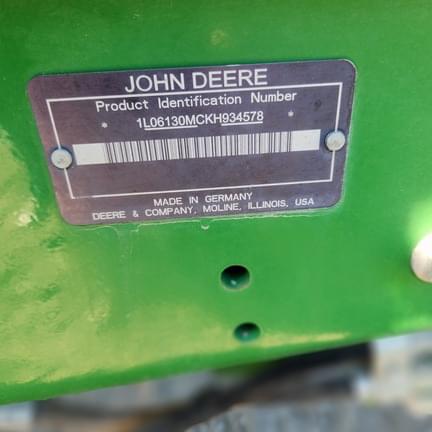 JOHN DEERE
Product Identification Number
* 1L06130MCKH934578 *
MADE IN GERMANY
DEERE & COMPANY, MOLINE, ILLINOIS, USA